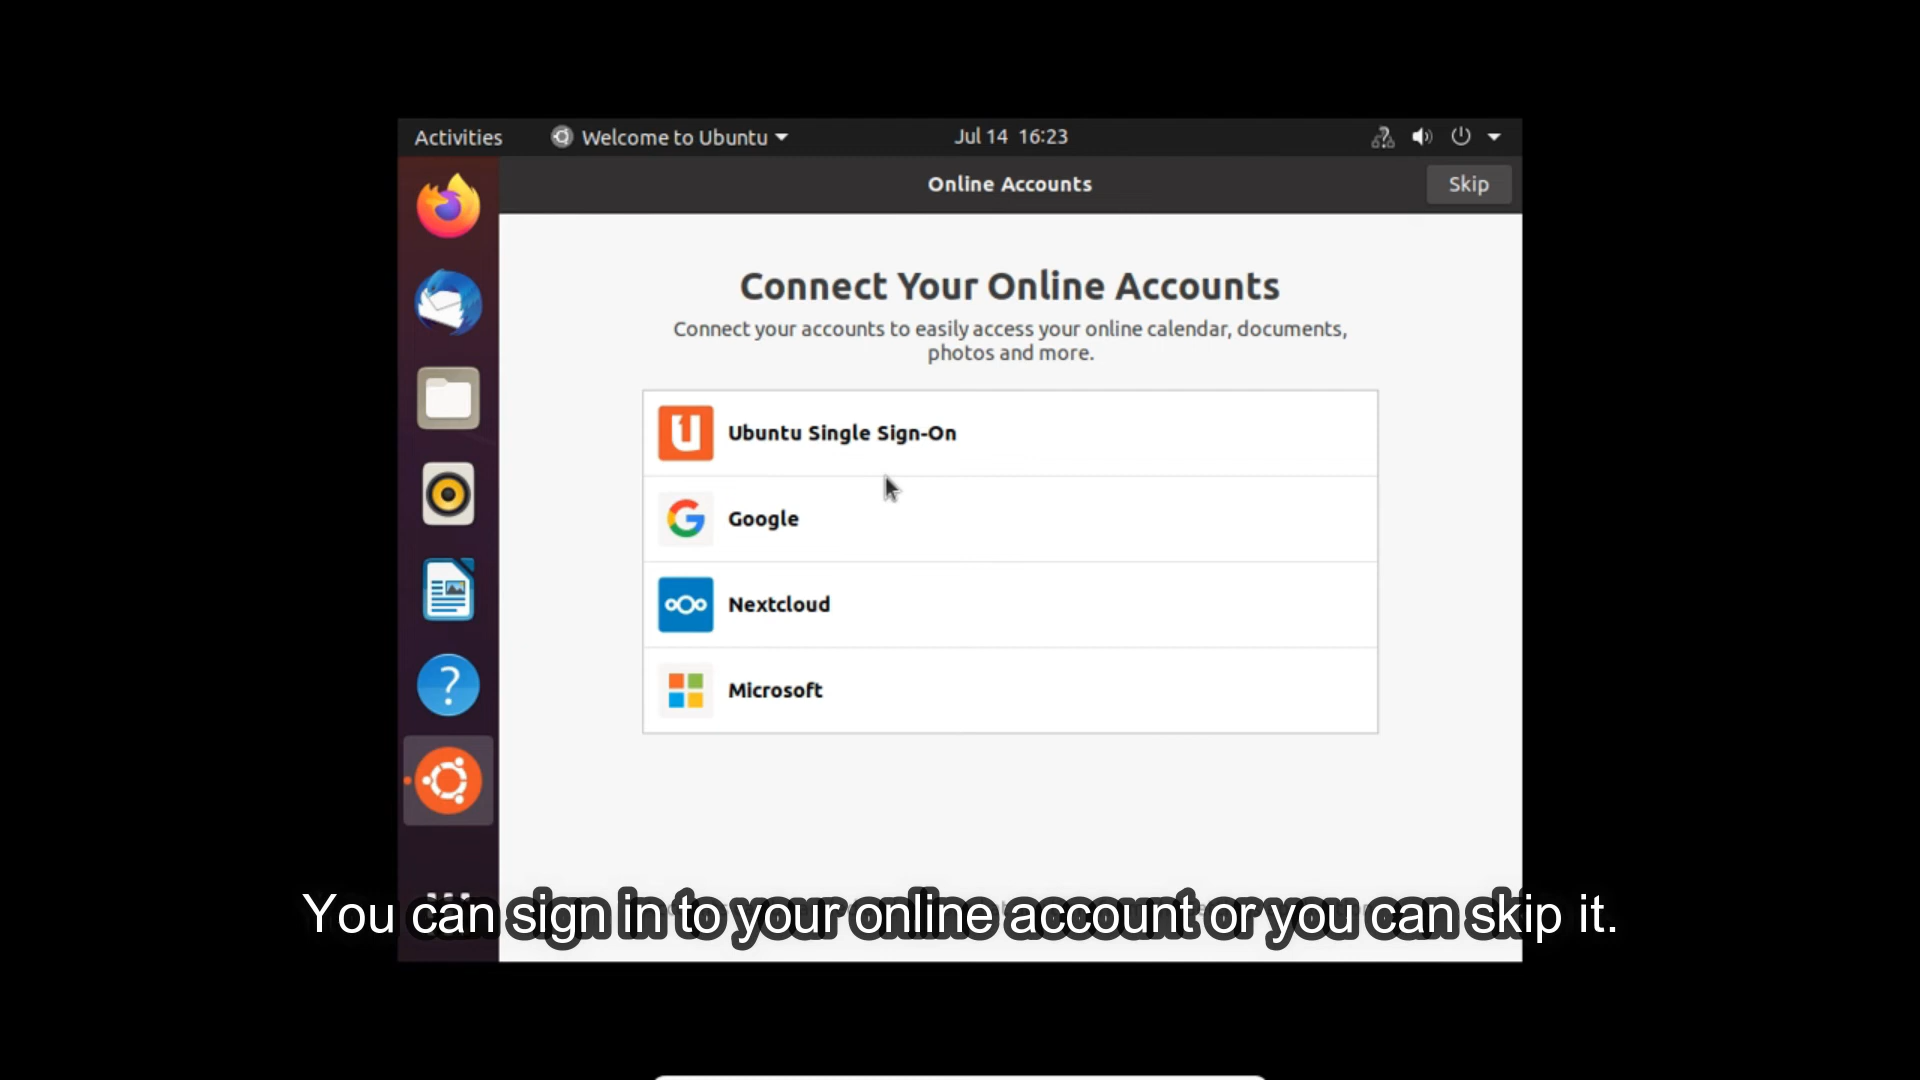 Activities Welcome to Ubuntu Jul 14 16:23
Online Accounts Skip
Connect Your Online Accounts
Connect your accounts to easily access your online calendar, documents,
photos and more.
Ubuntu Single Sign-On
Google
Nextcloud
Microsoft
You can sign in to your online account or you can skip it.